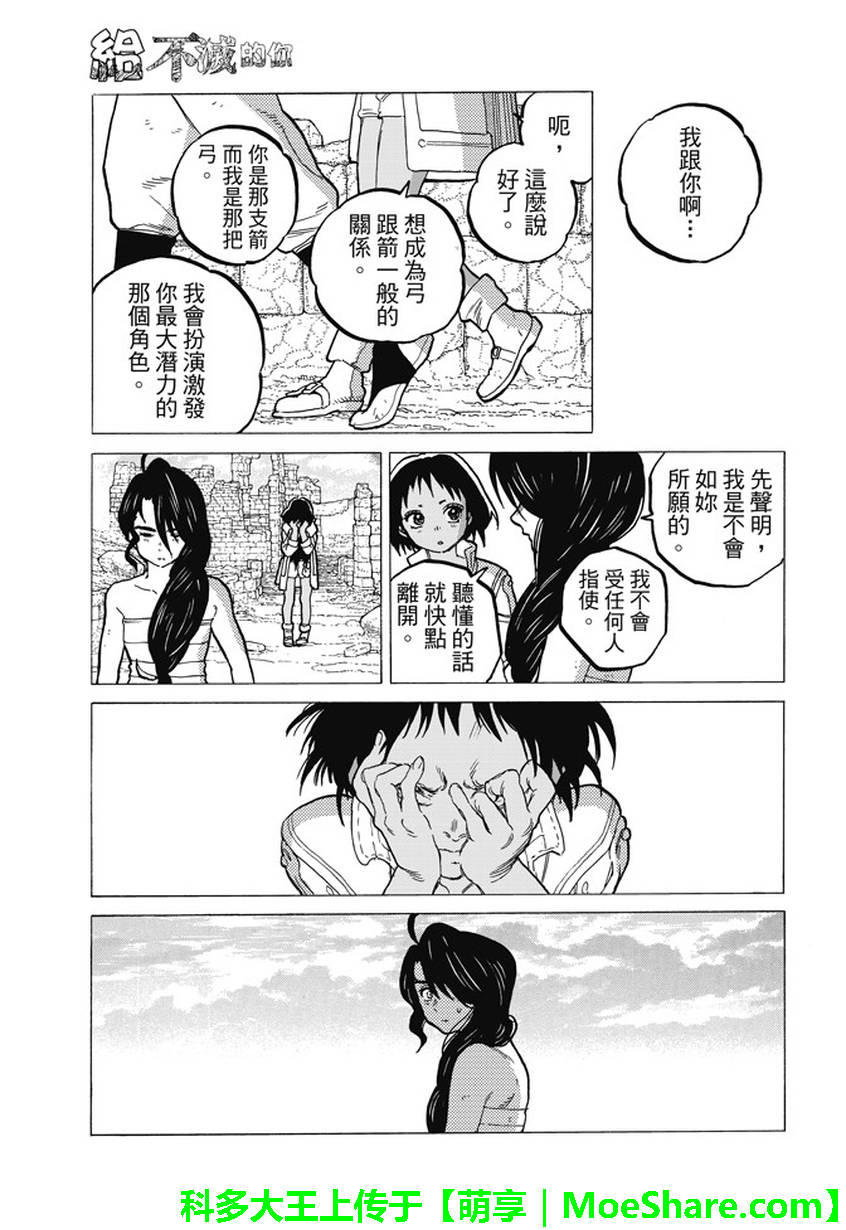 給不滅的你
我跟你啊…
呃，
這麼說
好了。
想成為弓
跟箭一般的
關係。
你是那支箭
而我是那把
弓。
我會扮演激發
你最大潛力的
那個角色。
先聲明，
我是不會
如妳
所願的。
我不會
受任何人
指使。
聽懂的話
就快點
離開。
科多大王上传于【萌享｜MoeShare.com】